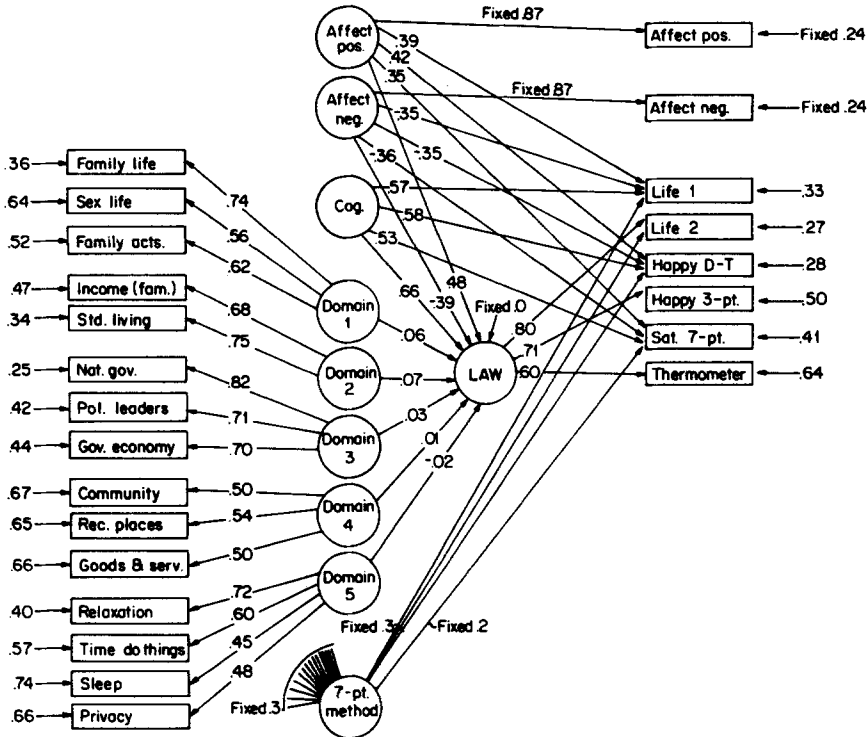 Affect pos.
Fixed .87
Affect pos.
Fixed .24
.39
.42
.35
Affect neg.
Fixed .87
Affect neg.
Fixed .24
-.35
-.36
-.35
Cog.
.57
.58
.53
.48
.66
-.39
Fixed .0
.80
.71
.60
LAW
Life 1
.33
Life 2
.27
Happy D-T
.28
Happy 3-pt.
.50
Sat. 7-pt.
.41
Thermometer
.64
.36
Family life
.74
.64
Sex life
.56
.52
Family acts.
.62
.47
Income (fam.)
.68
.34
Std. living
.75
.25
Nat. gov.
.82
.42
Pol. leaders
.71
.44
Gov. economy
.70
.67
Community
.50
.65
Rec. places
.54
.66
Goods & serv.
.50
.40
Relaxation
.72
.57
Time do things
.60
.74
Sleep
.45
.66
Privacy
.48
Domain 1
.06
Domain 2
.07
Domain 3
.03
Domain 4
.01
Domain 5
-.02
Fixed .3
Fixed .2
Fixed .3
7-pt. method